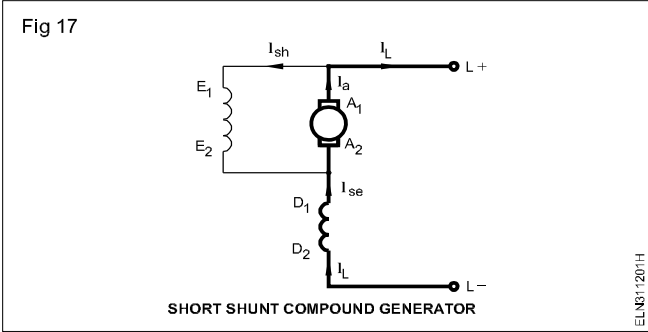 Fig 17
Ish
IL
L +
Ia
E1
A1
E2
A2
Ise
D1
D2
IL
L −
SHORT SHUNT COMPOUND GENERATOR
ELN311201H